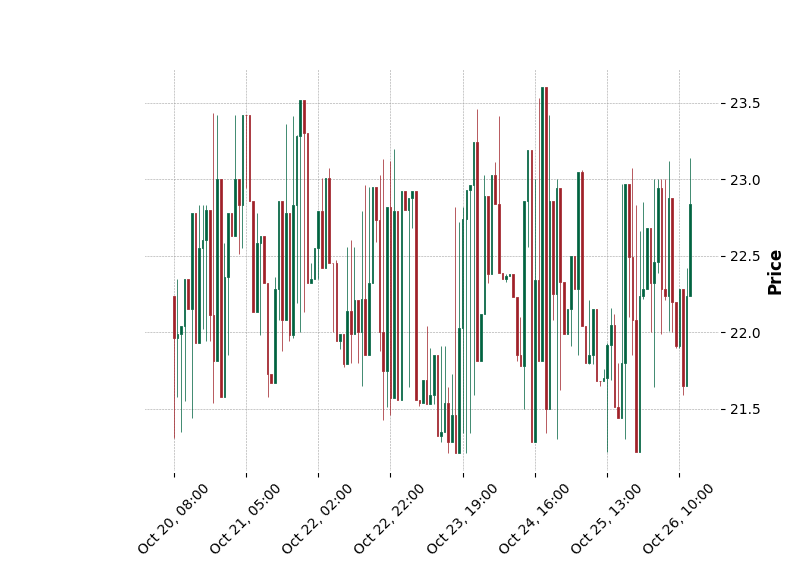 23.5
23.0
22.5
22.0
21.5
Price
Oct 20, 08:00
Oct 21, 05:00
Oct 22, 02:00
Oct 22, 22:00
Oct 23, 19:00
Oct 24, 16:00
Oct 25, 13:00
Oct 26, 10:00